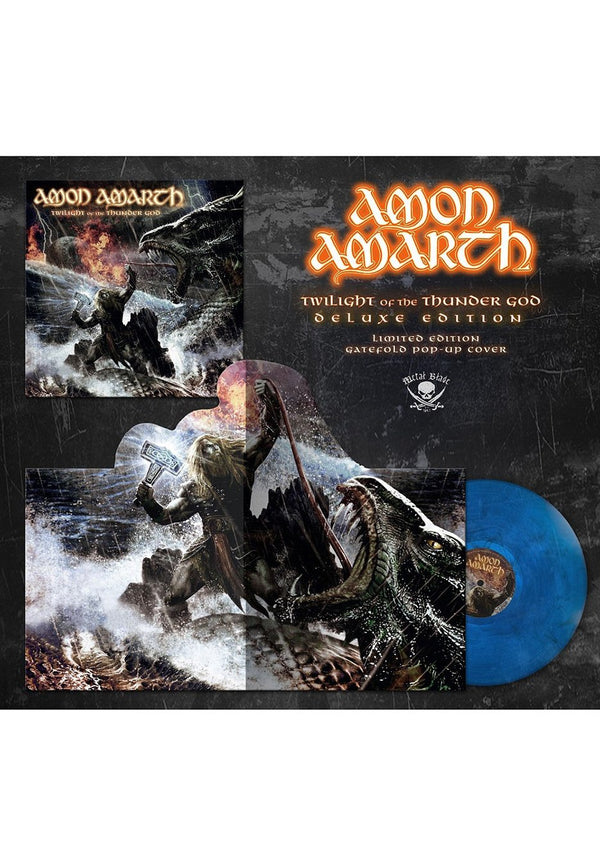 AMON AMARTH
TWILIGHT OF THE THUNDER GOD
AMON
AMARTH
TWILIGHT OF THE THUNDER GOD
DELUXE EDITION
LIMITED EDITION
GATEFOLD POP-UP COVER
Metal Blade
AMON
AMARTH